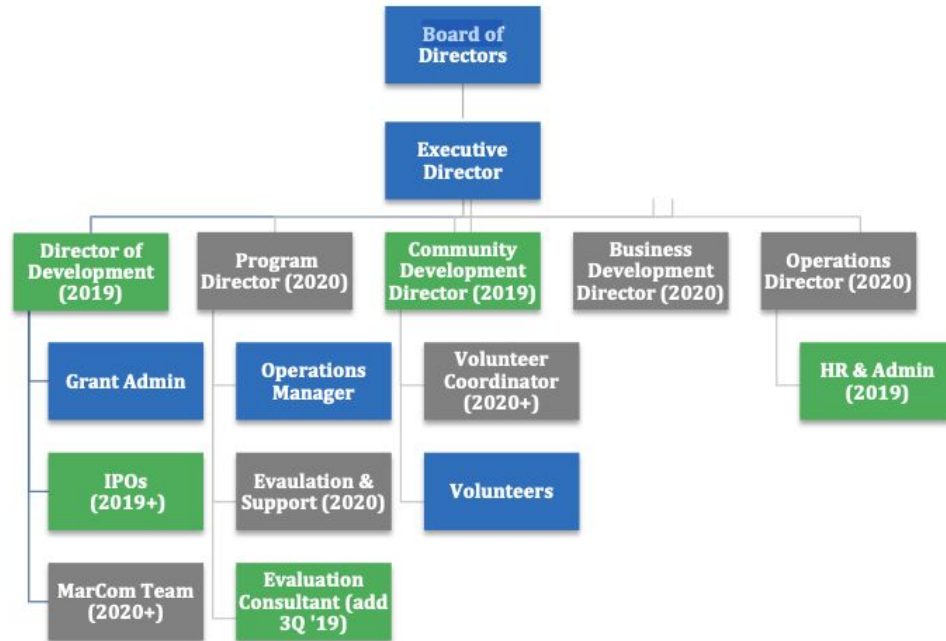 Board of
Directors
Executive
Director
Director of
Development
(2019)
Program
Director (2020)
Community
Development
Director (2019)
Business
Development
Director (2020)
Operations
Director (2020)
Grant Admin
Operations
Manager
Volunteer
Coordinator
(2020+)
HR & Admin
(2019)
IPOs
(2019+)
Evaulation &
Support (2020)
Volunteers
MarCom Team
(2020+)
Evaluation
Consultant (add
3Q '19)